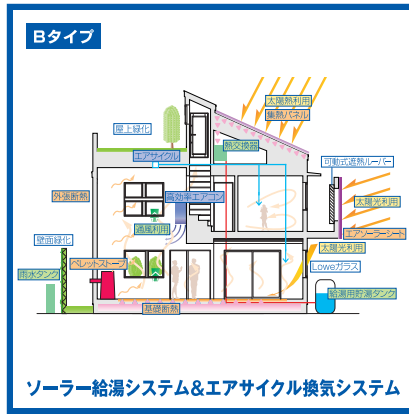 Bタイプ
太陽熱利用
集熱パネル
屋上緑化
熱交換器
エアサイクル
可動式遮熱ルーバー
外張断熱
高効率エアコン
太陽光利用
通風利用
エアソーラーシート
壁面緑化
太陽光利用
ペレットストーブ
Loweガラス
雨水タンク
給湯用貯湯タンク
基礎断熱
ソーラー給湯システム&エアサイクル換気システム